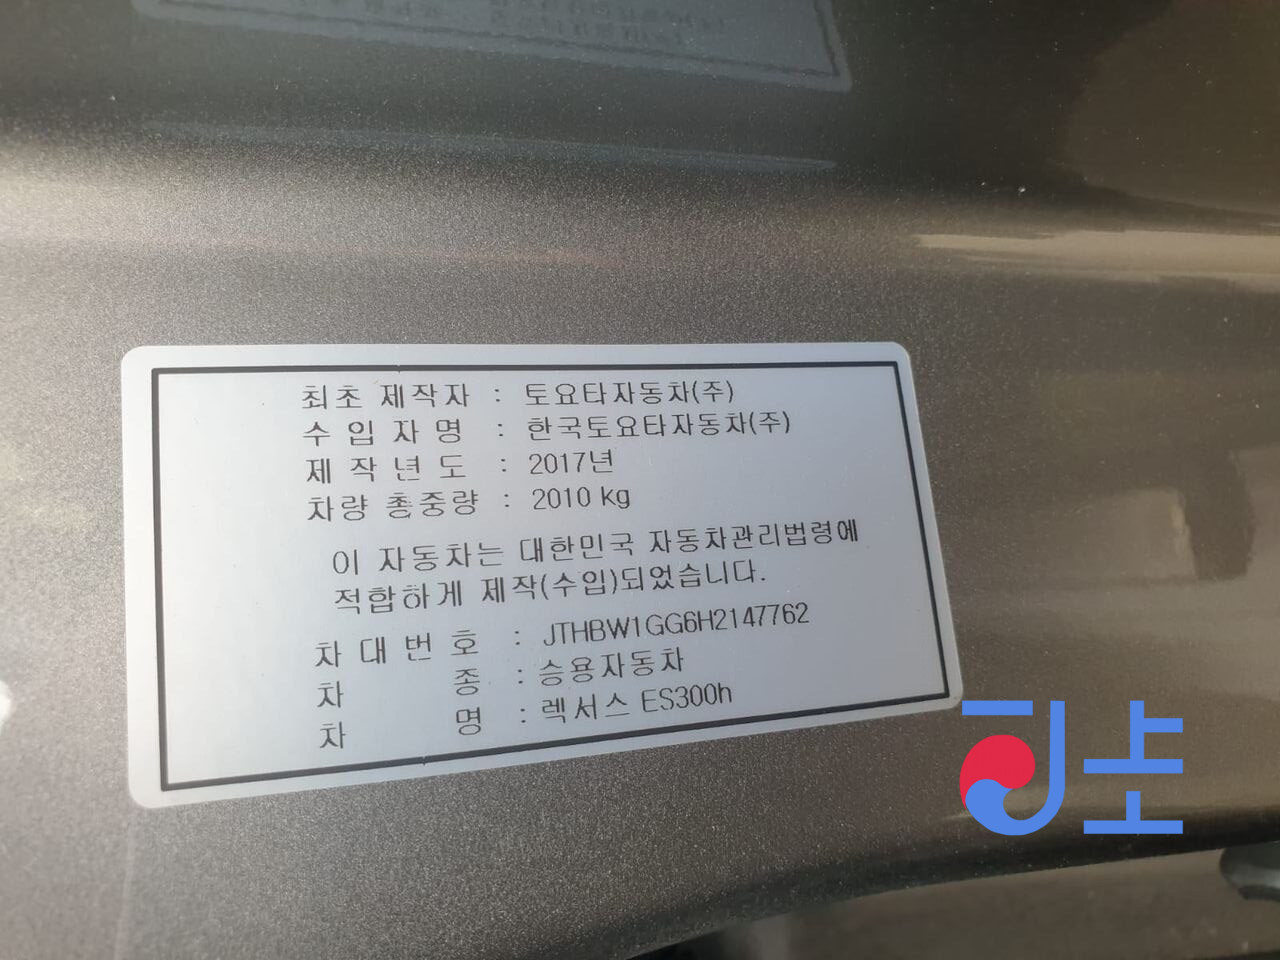 최초 제작자 : 토요타자동차(주)
수 입 자 명 : 한국토요타자동차(주)
제 작 년 도 : 2017년
차량 총중량 : 2010 kg
이 자동차는 대한민국 자동차관리법령에
적합하게 제작(수입)되었습니다.
차 대 번 호 : JTHBW1GG6H2147762
차 종 : 승용자동차
차 명 : 렉서스 ES300h